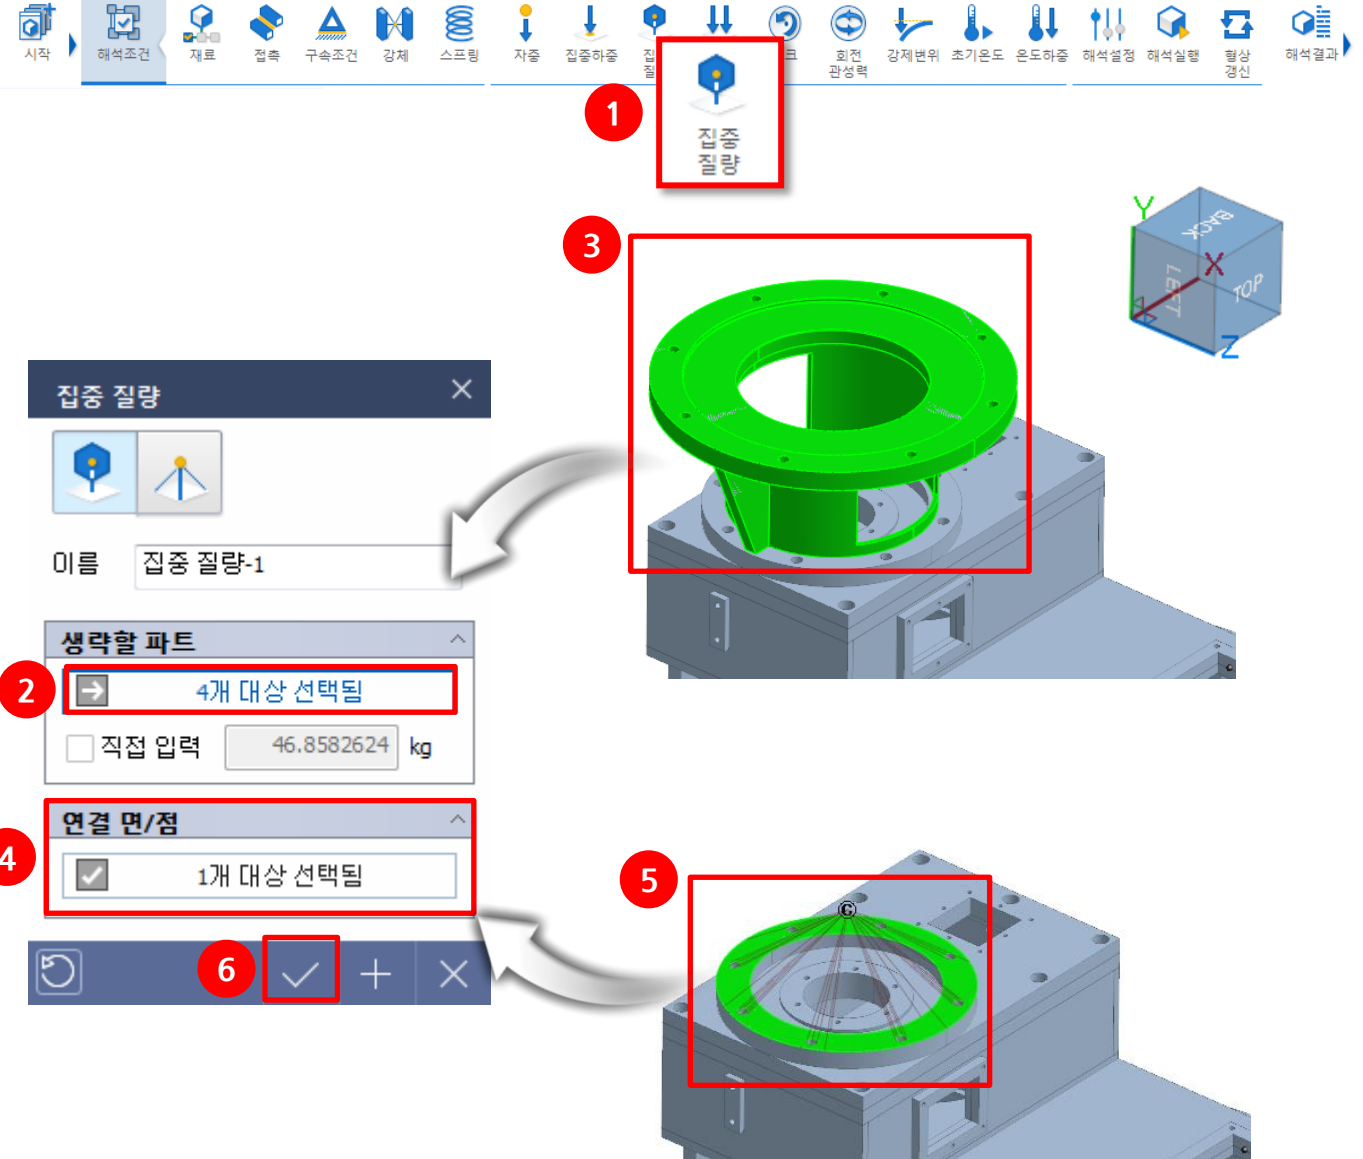 시작
해석조건
재료
접촉
구속조건
강체
스프링
자중
집중하중
회전
관성력
강제변위
초기온도
온도하중
해석설정
해석실행
형상
갱신
해석결과
1
집중
질량
3
Y
BACK
X
LEFT
TOP
Z
집중 질량
이름
집중 질량-1
생략할 파트
2
4개 대상 선택됨
직접 입력
46.8582624
kg
연결 면/점
4
1개 대상 선택됨
5
G
6